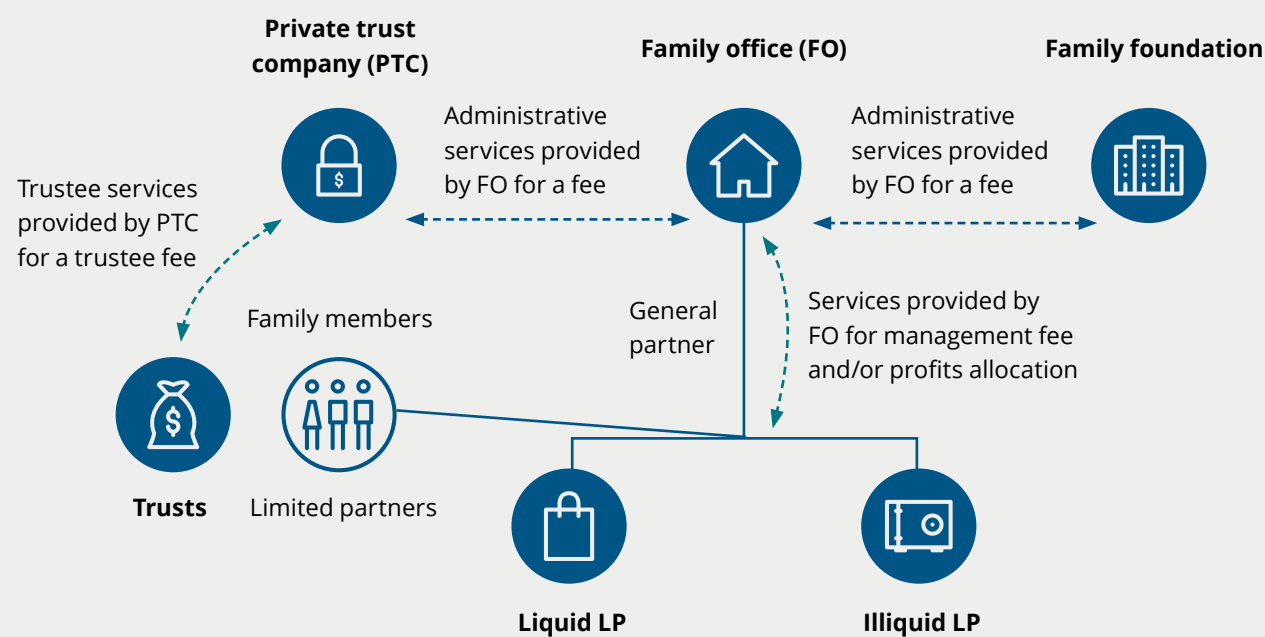 Private trust
company (PTC)
Family office (FO)
Family foundation
Administrative
services provided
by FO for a fee
Administrative
services provided
by FO for a fee
$
Trustee services
provided by PTC
for a trustee fee
Family members
General
partner
Services provided by
FO for management fee
and/or profits allocation
$
Trusts
Limited partners
Liquid LP
Illiquid LP